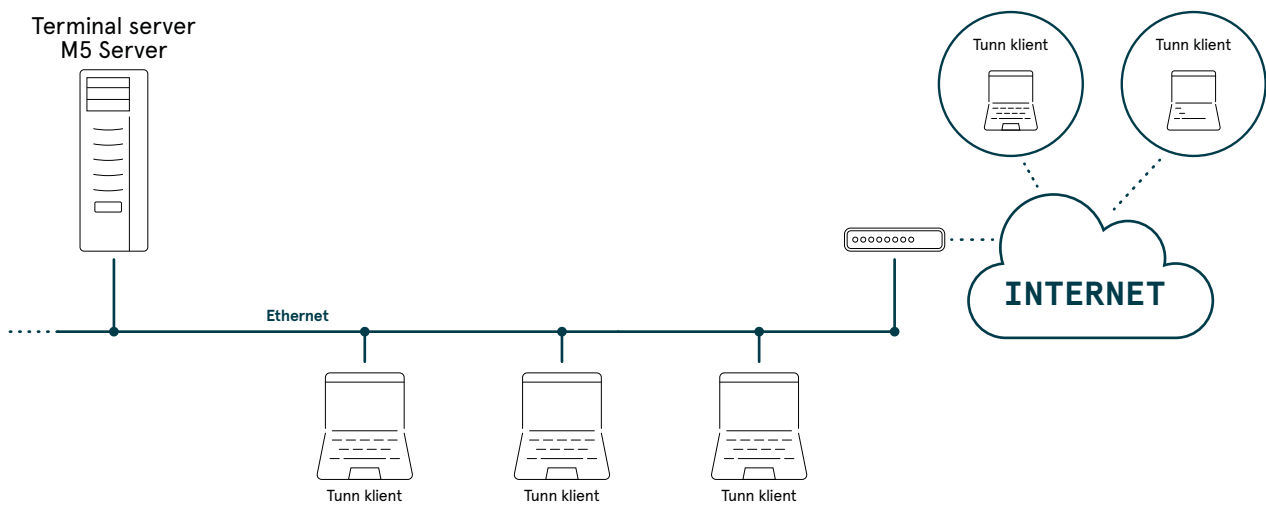 Terminal server
M5 Server
Tunn klient
Tunn klient
INTERNET
Ethernet
Tunn klient
Tunn klient
Tunn klient